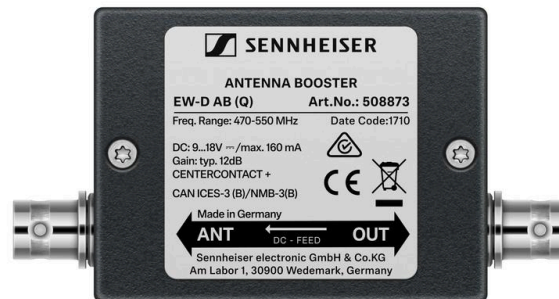 SENNHEISER
ANTENNA BOOSTER
EW-D AB (Q) Art.No.: 508873
Freq. Range: 470-550 MHz Date Code:1710
DC: 9...18V ⎓/max. 160 mA
Gain: typ. 12dB
CENTERCONTACT +
CE
CAN ICES-3 (B)/NMB-3(B)
Made in Germany
ANT DC - FEED OUT
Sennheiser electronic GmbH & Co.KG
Am Labor 1, 30900 Wedemark, Germany